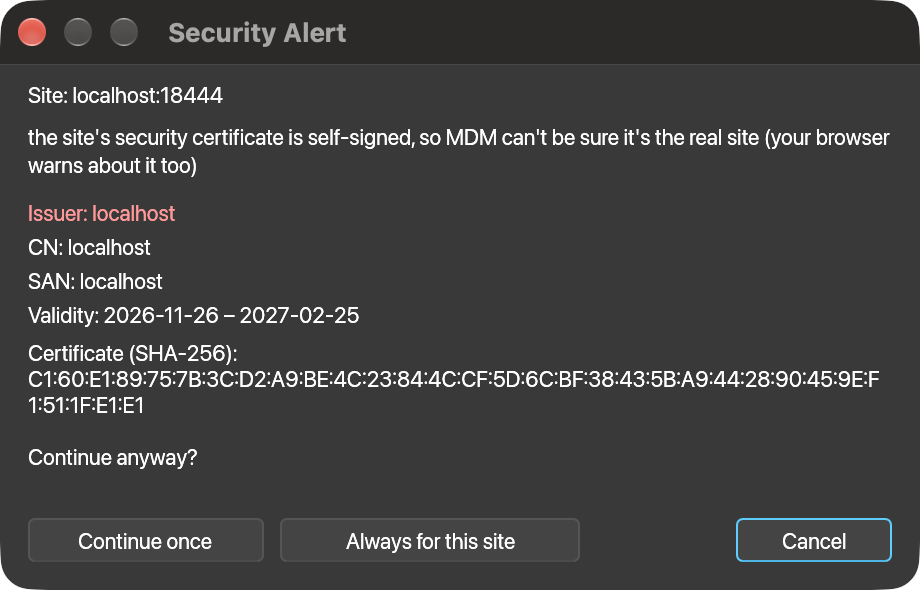 Security Alert
Site: localhost:18444
the site's security certificate is self-signed, so MDM can't be sure it's the real site (your browser
warns about it too)
Issuer: localhost
CN: localhost
SAN: localhost
Validity: 2026-11-26 – 2027-02-25
Certificate (SHA-256):
C1:60:E1:89:75:7B:3C:D2:A9:BE:4C:23:84:4C:CF:5D:6C:BF:38:43:5B:A9:44:28:90:45:9E:F
1:51:1F:E1:E1
Continue anyway?
Continue once
Always for this site
Cancel